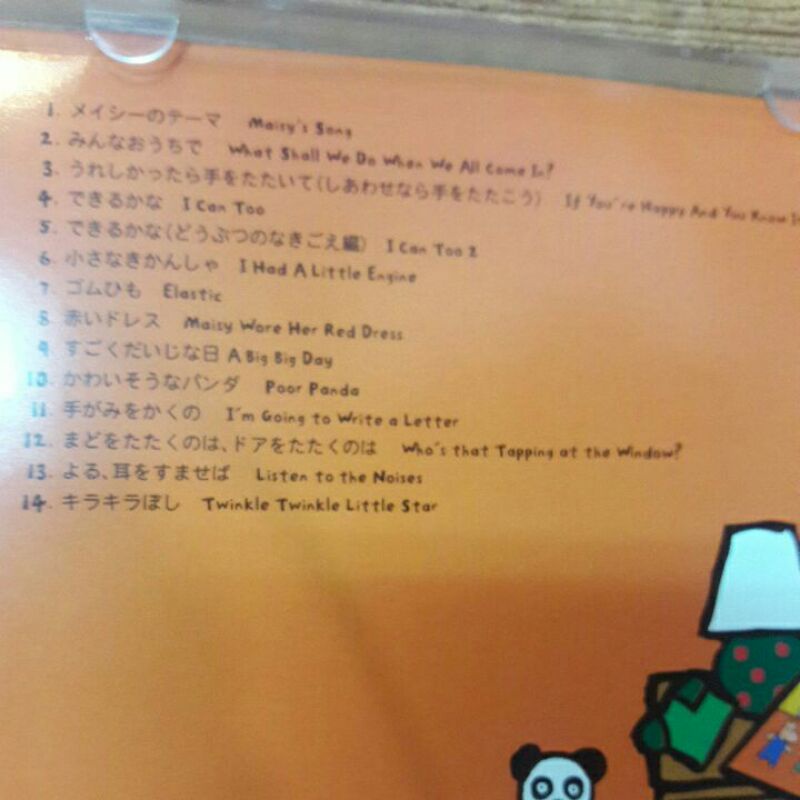 1. メイシーのテーマ Maisy's Song
2. みんなおうちで What Shall We Do When We All Come In?
3. うれしかったら手をたたいて(しあわせなら手をたたこう) If You're Happy And You Know It
4. できるかな I Can Too
5. できるかな(どうぶつのなきごえ編) I Can Too 2
6. 小さなきかんしゃ I Had A Little Engine
7. ゴムひも Elastic
8. 赤いドレス Maisy Wore Her Red Dress
9. すごくだいじな日 A Big Big Day
10. かわいそうなパンダ Poor Panda
11. 手がみをかくの I'm Going to Write a Letter
12. まどをたたくのは、ドアをたたくのは Who's that Tapping at the Window?
13. よる、耳をすませば Listen to the Noises
14. キラキラぼし Twinkle Twinkle Little Star